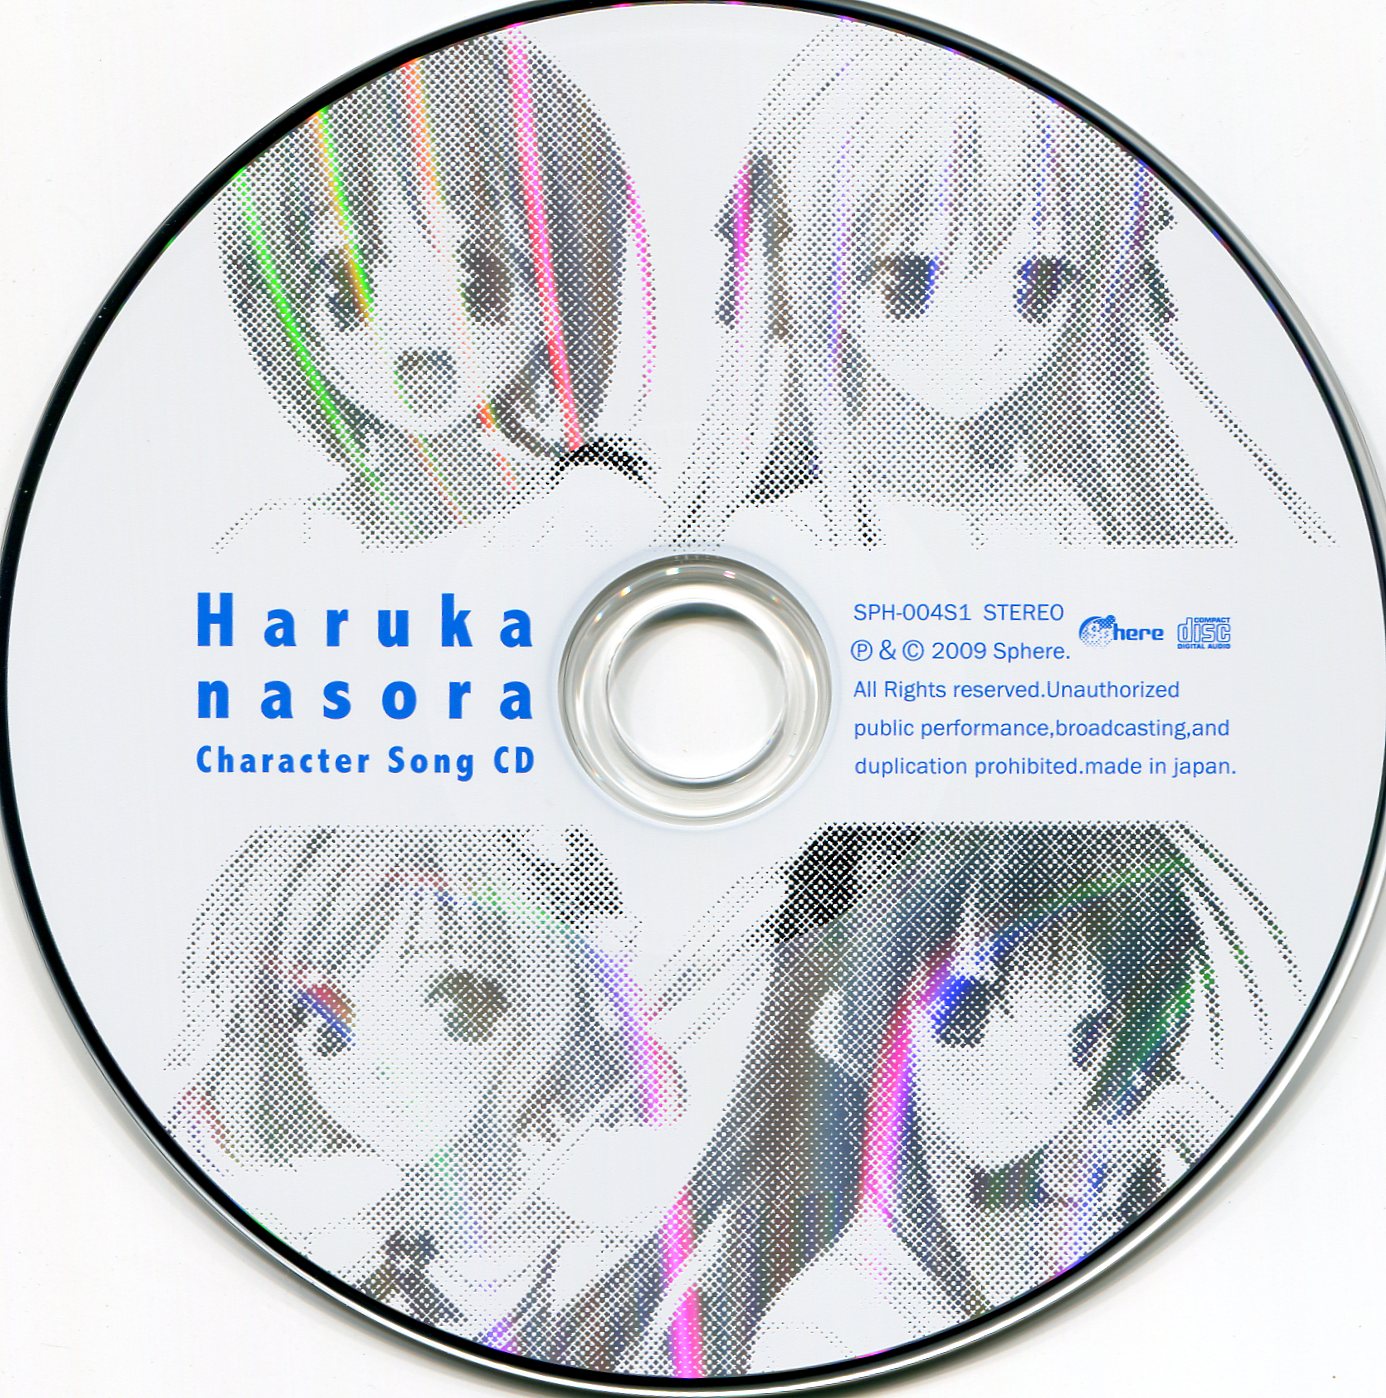 Haruka
nasora
Character Song CD
SPH-004S1 STEREO
Sphere
COMPACT
disc
DIGITAL AUDIO
℗ & © 2009 Sphere.
All Rights reserved.Unauthorized
public performance,broadcasting,and
duplication prohibited.made in japan.